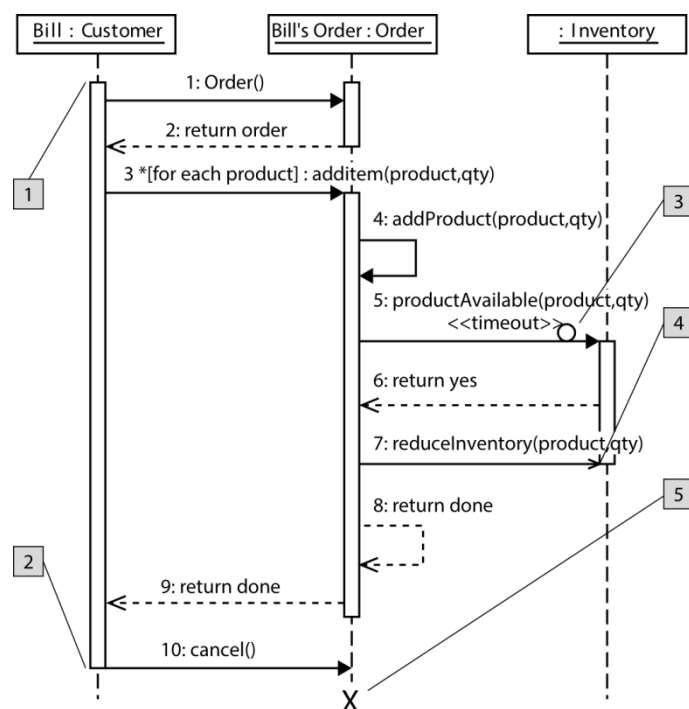 Bill : Customer
Bill's Order : Order
: Inventory
1: Order()
2: return order
1
3 *[for each product] : additem(product,qty)
4: addProduct(product,qty)
3
5: productAvailable(product,qty)
<<timeout>>
4
6: return yes
7: reduceInventory(product,qty)
5
8: return done
2
9: return done
10: cancel()
X